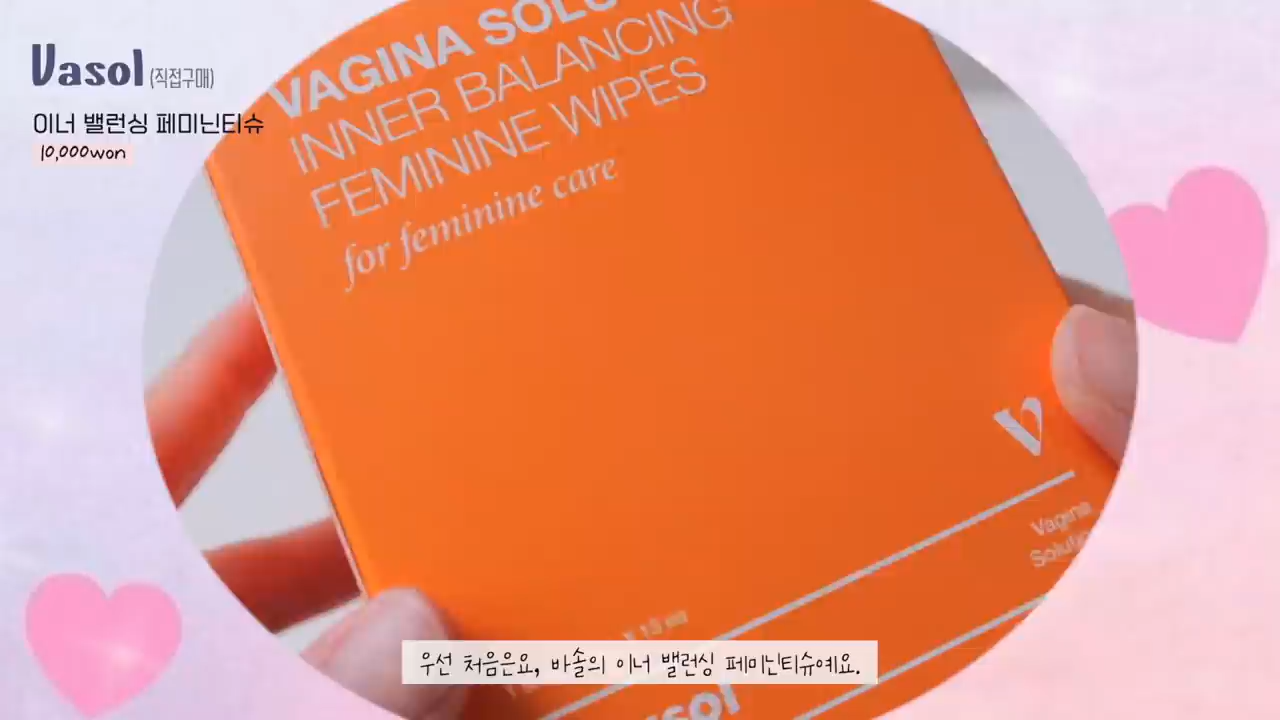 Vasol (직접구매)
이너 밸런싱 페미닌티슈
10,000won
VAGINA
INNER BALANCING
FEMININE WIPES
for feminine care
V
Vagina
우선 처음은요, 바솔의 이너 밸런싱 페미닌티슈예요.